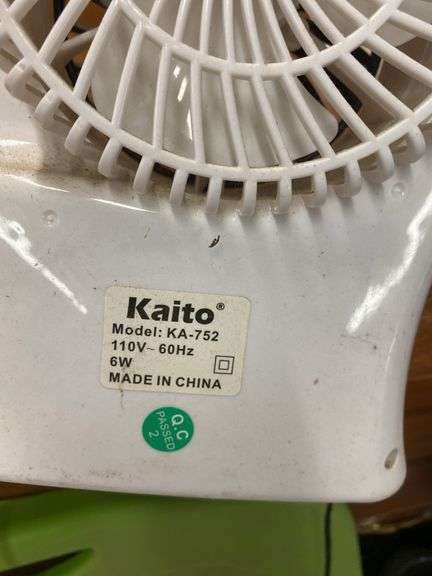 Kaito®
Model: KA-752
110V~ 60Hz
6W
MADE IN CHINA
Q.C
PASSED
2